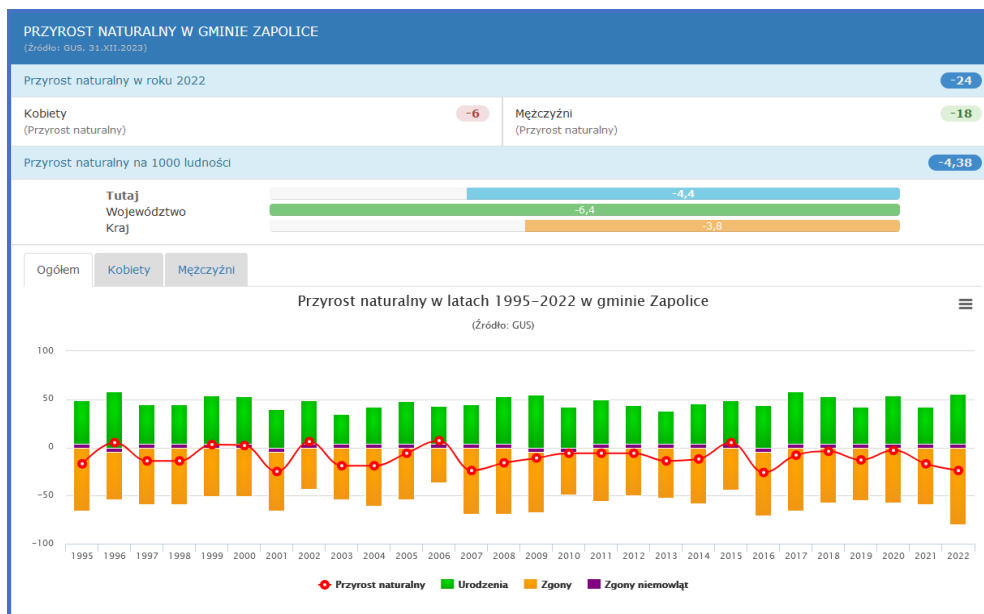 PRZYROST NATURALNY W GMINIE ZAPOLICE
(Źródło: GUS, 31.XII.2023)
Przyrost naturalny w roku 2022 -24
Kobiety -6 Mężczyźni -18
(Przyrost naturalny) (Przyrost naturalny)
Przyrost naturalny na 1000 ludności -4,38
Tutaj -4,4
Województwo -6,4
Kraj -3,8
Ogółem Kobiety Mężczyźni
Przyrost naturalny w latach 1995-2022 w gminie Zapolice
(Źródło: GUS)
100
50
0
-50
-100
1995 1996 1997 1998 1999 2000 2001 2002 2003 2004 2005 2006 2007 2008 2009 2010 2011 2012 2013 2014 2015 2016 2017 2018 2019 2020 2021 2022
Przyrost naturalny Urodzenia Zgony Zgony niemowląt